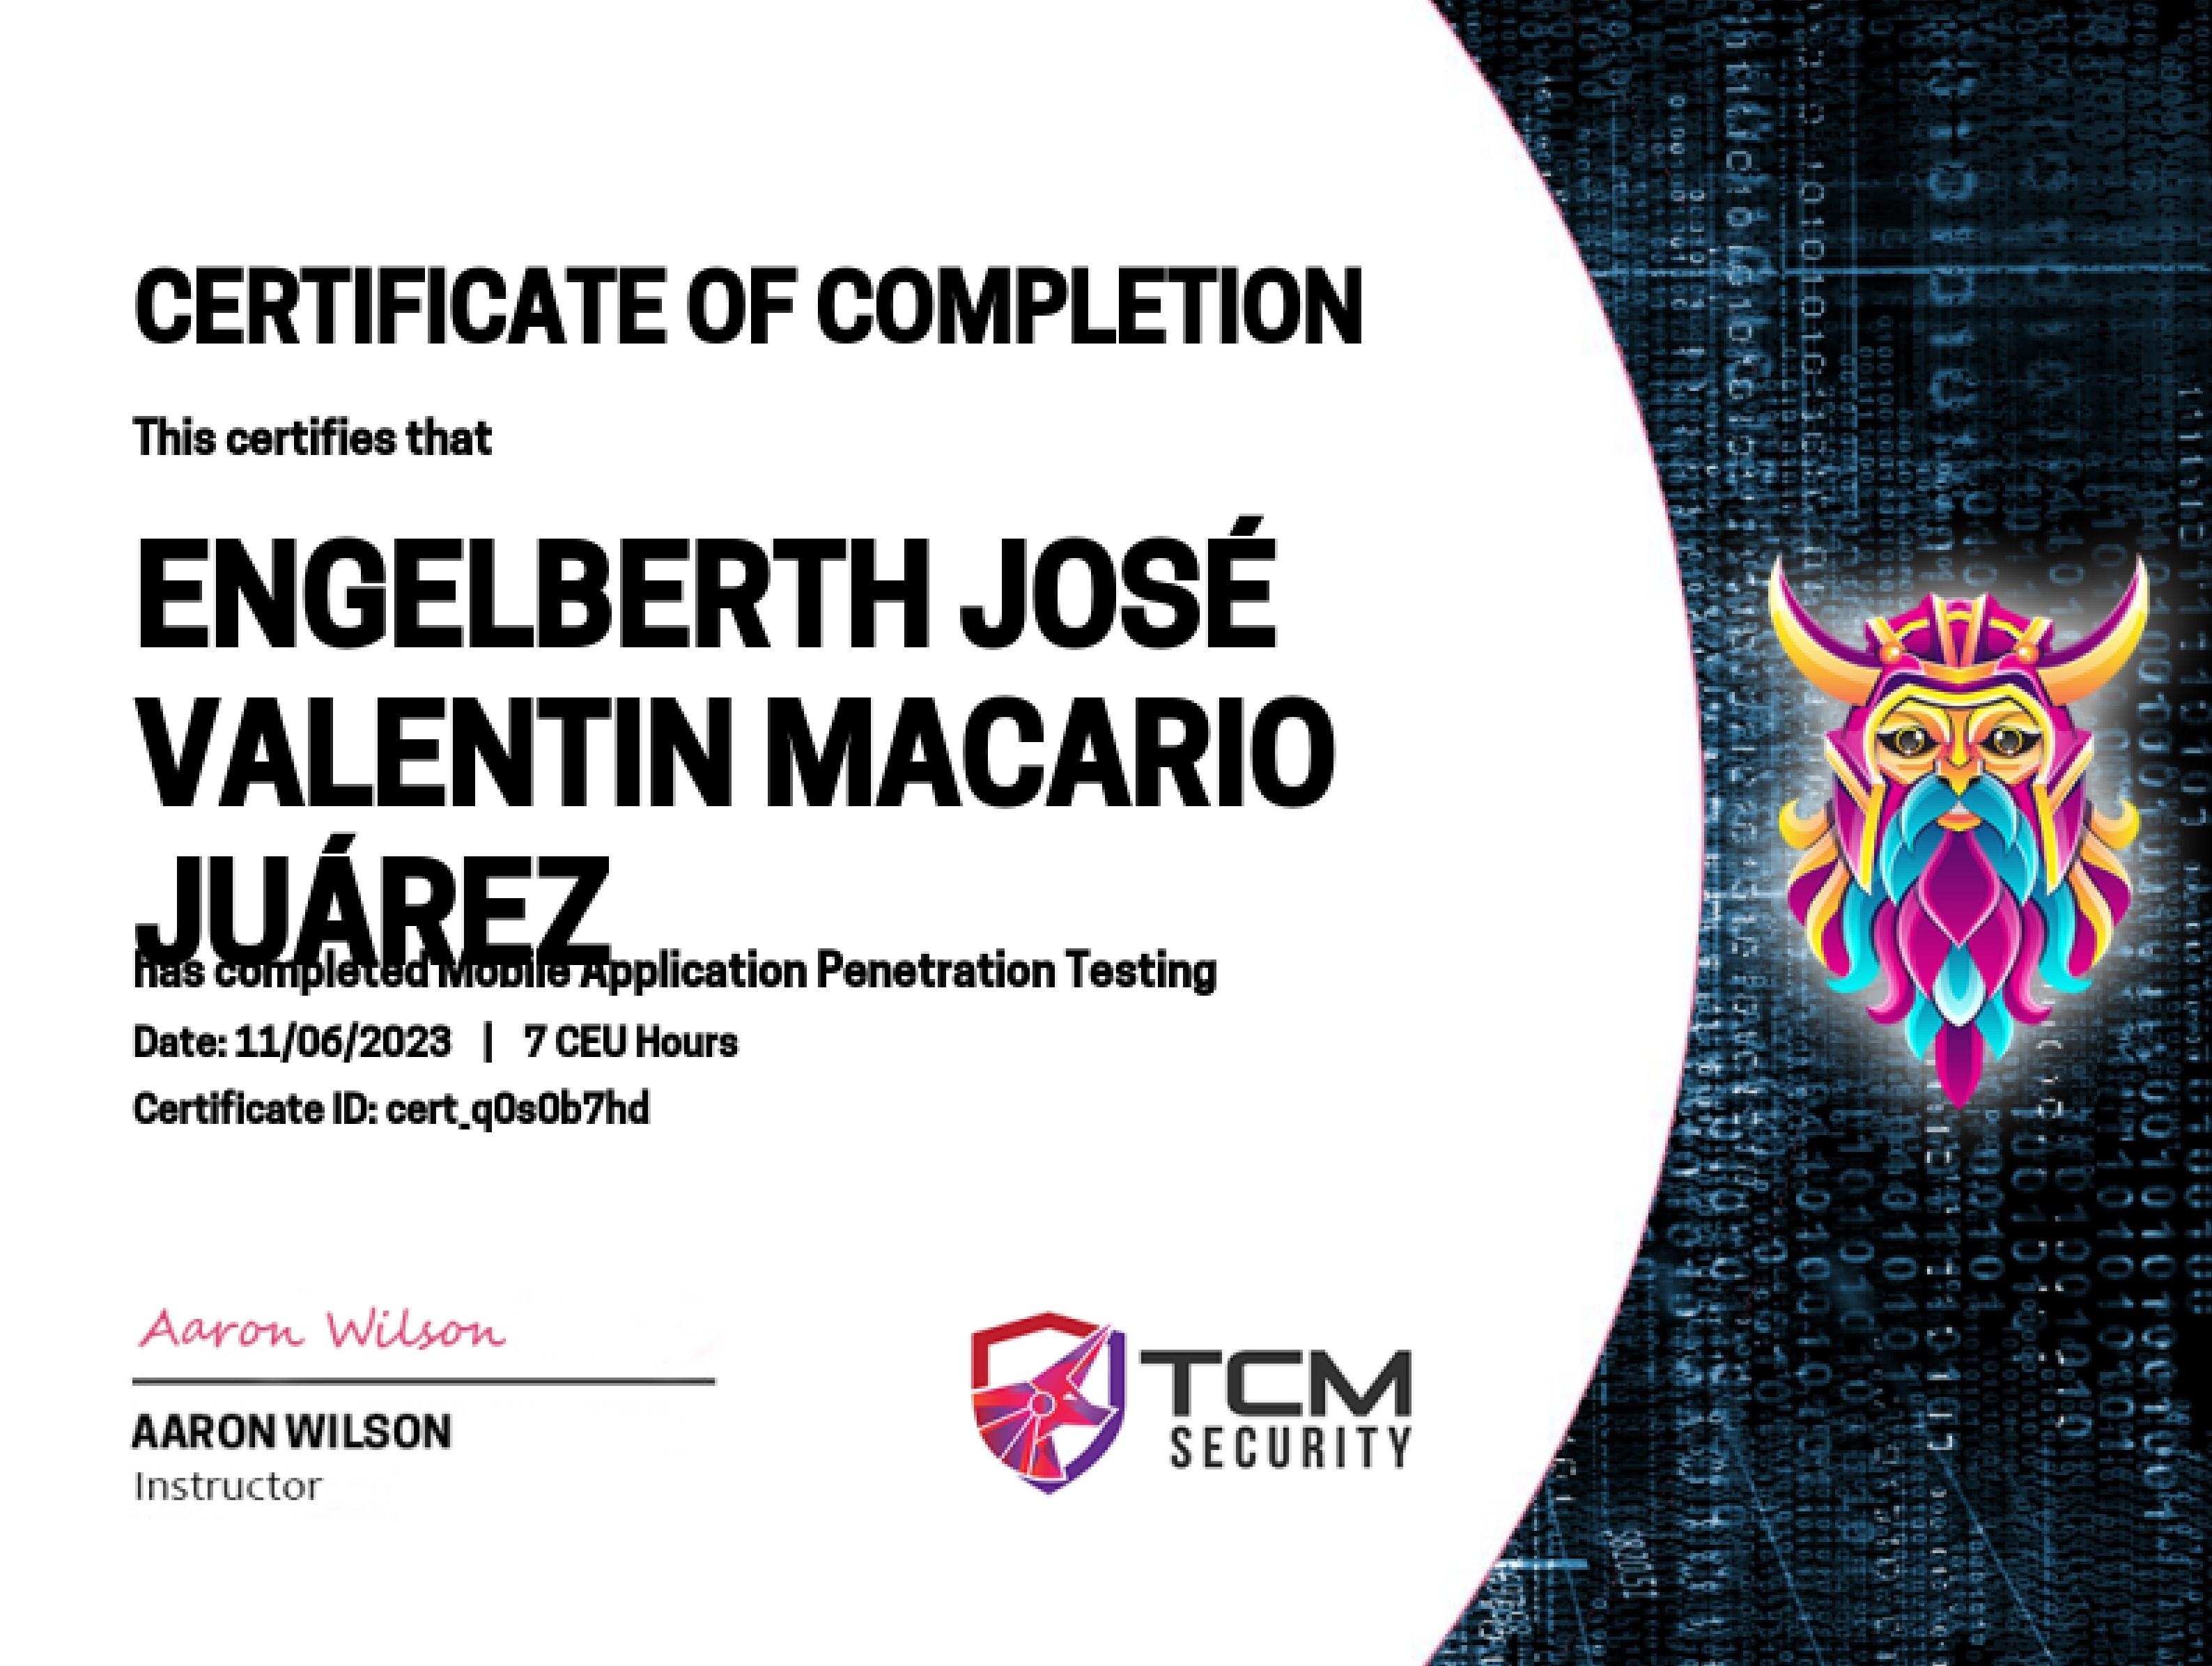 CERTIFICATE OF COMPLETION
This certifies that
ENGELBERTH JOSÉ
VALENTIN MACARIO
JUÁREZ
has completed Mobile Application Penetration Testing
Date: 11/06/2023 | 7 CEU Hours
Certificate ID: cert_q0s0b7hd
Aaron Wilson
AARON WILSON
Instructor
TCM
SECURITY